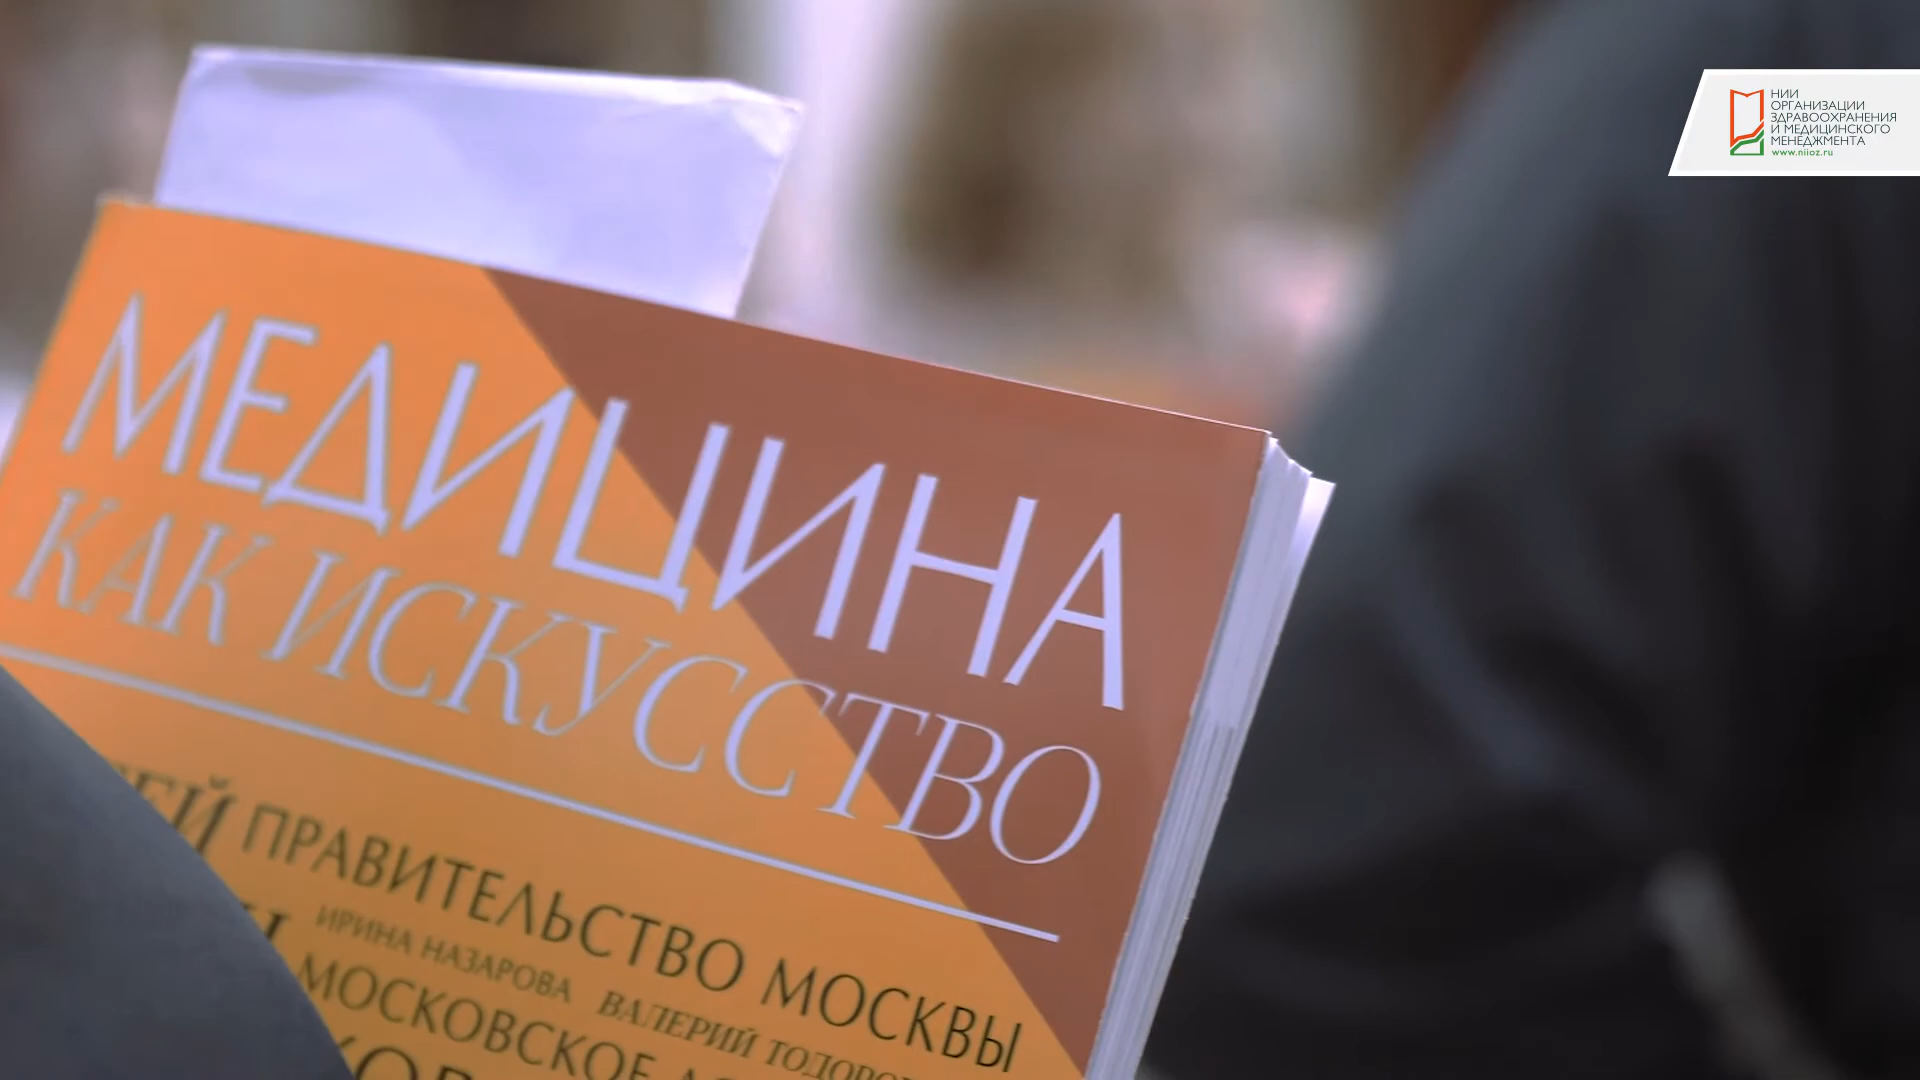 НИИ
ОРГАНИЗАЦИИ
ЗДРАВООХРАНЕНИЯ
И МЕДИЦИНСКОГО
МЕНЕДЖМЕНТА
www.niioz.ru
МЕДИЦИНА
КАК ИСКУССТВО
ПРАВИТЕЛЬСТВО МОСКВЫ
ИРИНА НАЗАРОВА ВАЛЕРИЙ
МОСКОВСКОЕ